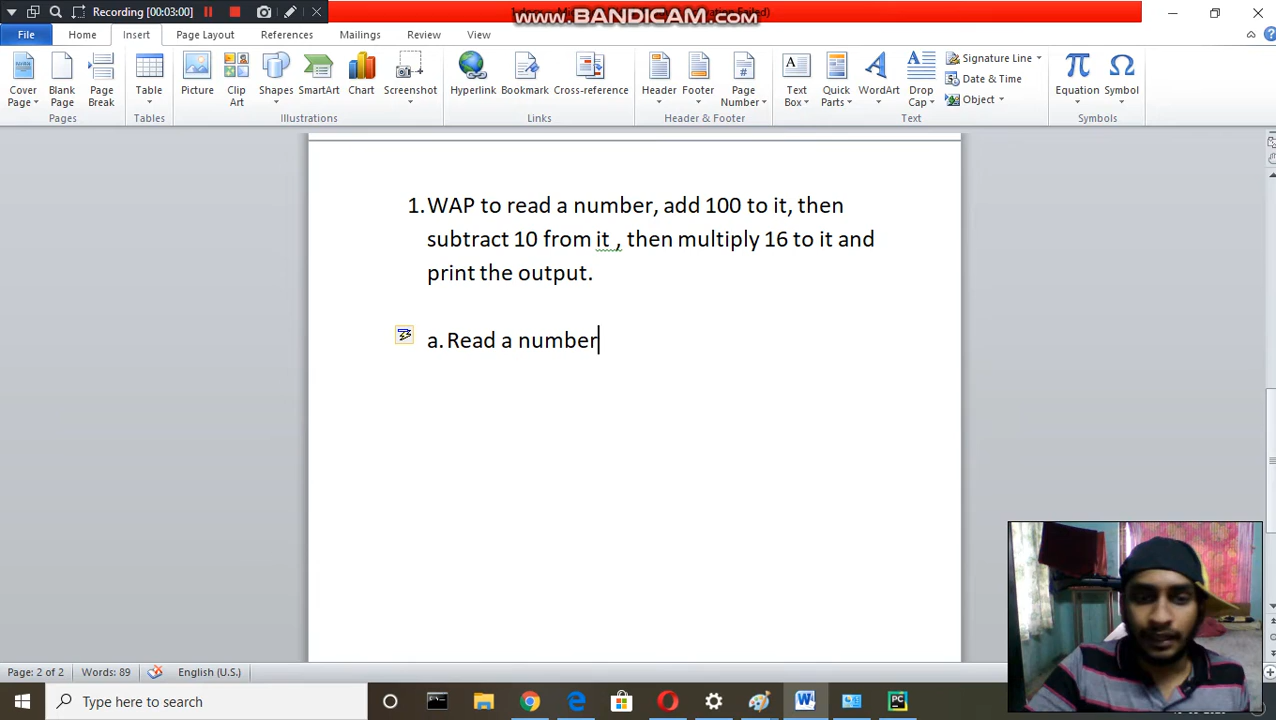 Recording [00:03:00]
www.BANDICAM.com
File Home Insert Page Layout References Mailings Review View
Cover Page Blank Page Page Break Table Picture Clip Art Shapes SmartArt Chart Screenshot Hyperlink Bookmark Cross-reference Header Footer Page Number Text Box Quick Parts WordArt Drop Cap Signature Line Date & Time Object Equation Symbol
Pages Tables Illustrations Links Header & Footer Text Symbols
1. WAP to read a number, add 100 to it, then
subtract 10 from it , then multiply 16 to it and
print the output.
a. Read a number
Page: 2 of 2 Words: 89 English (U.S.)
Type here to search